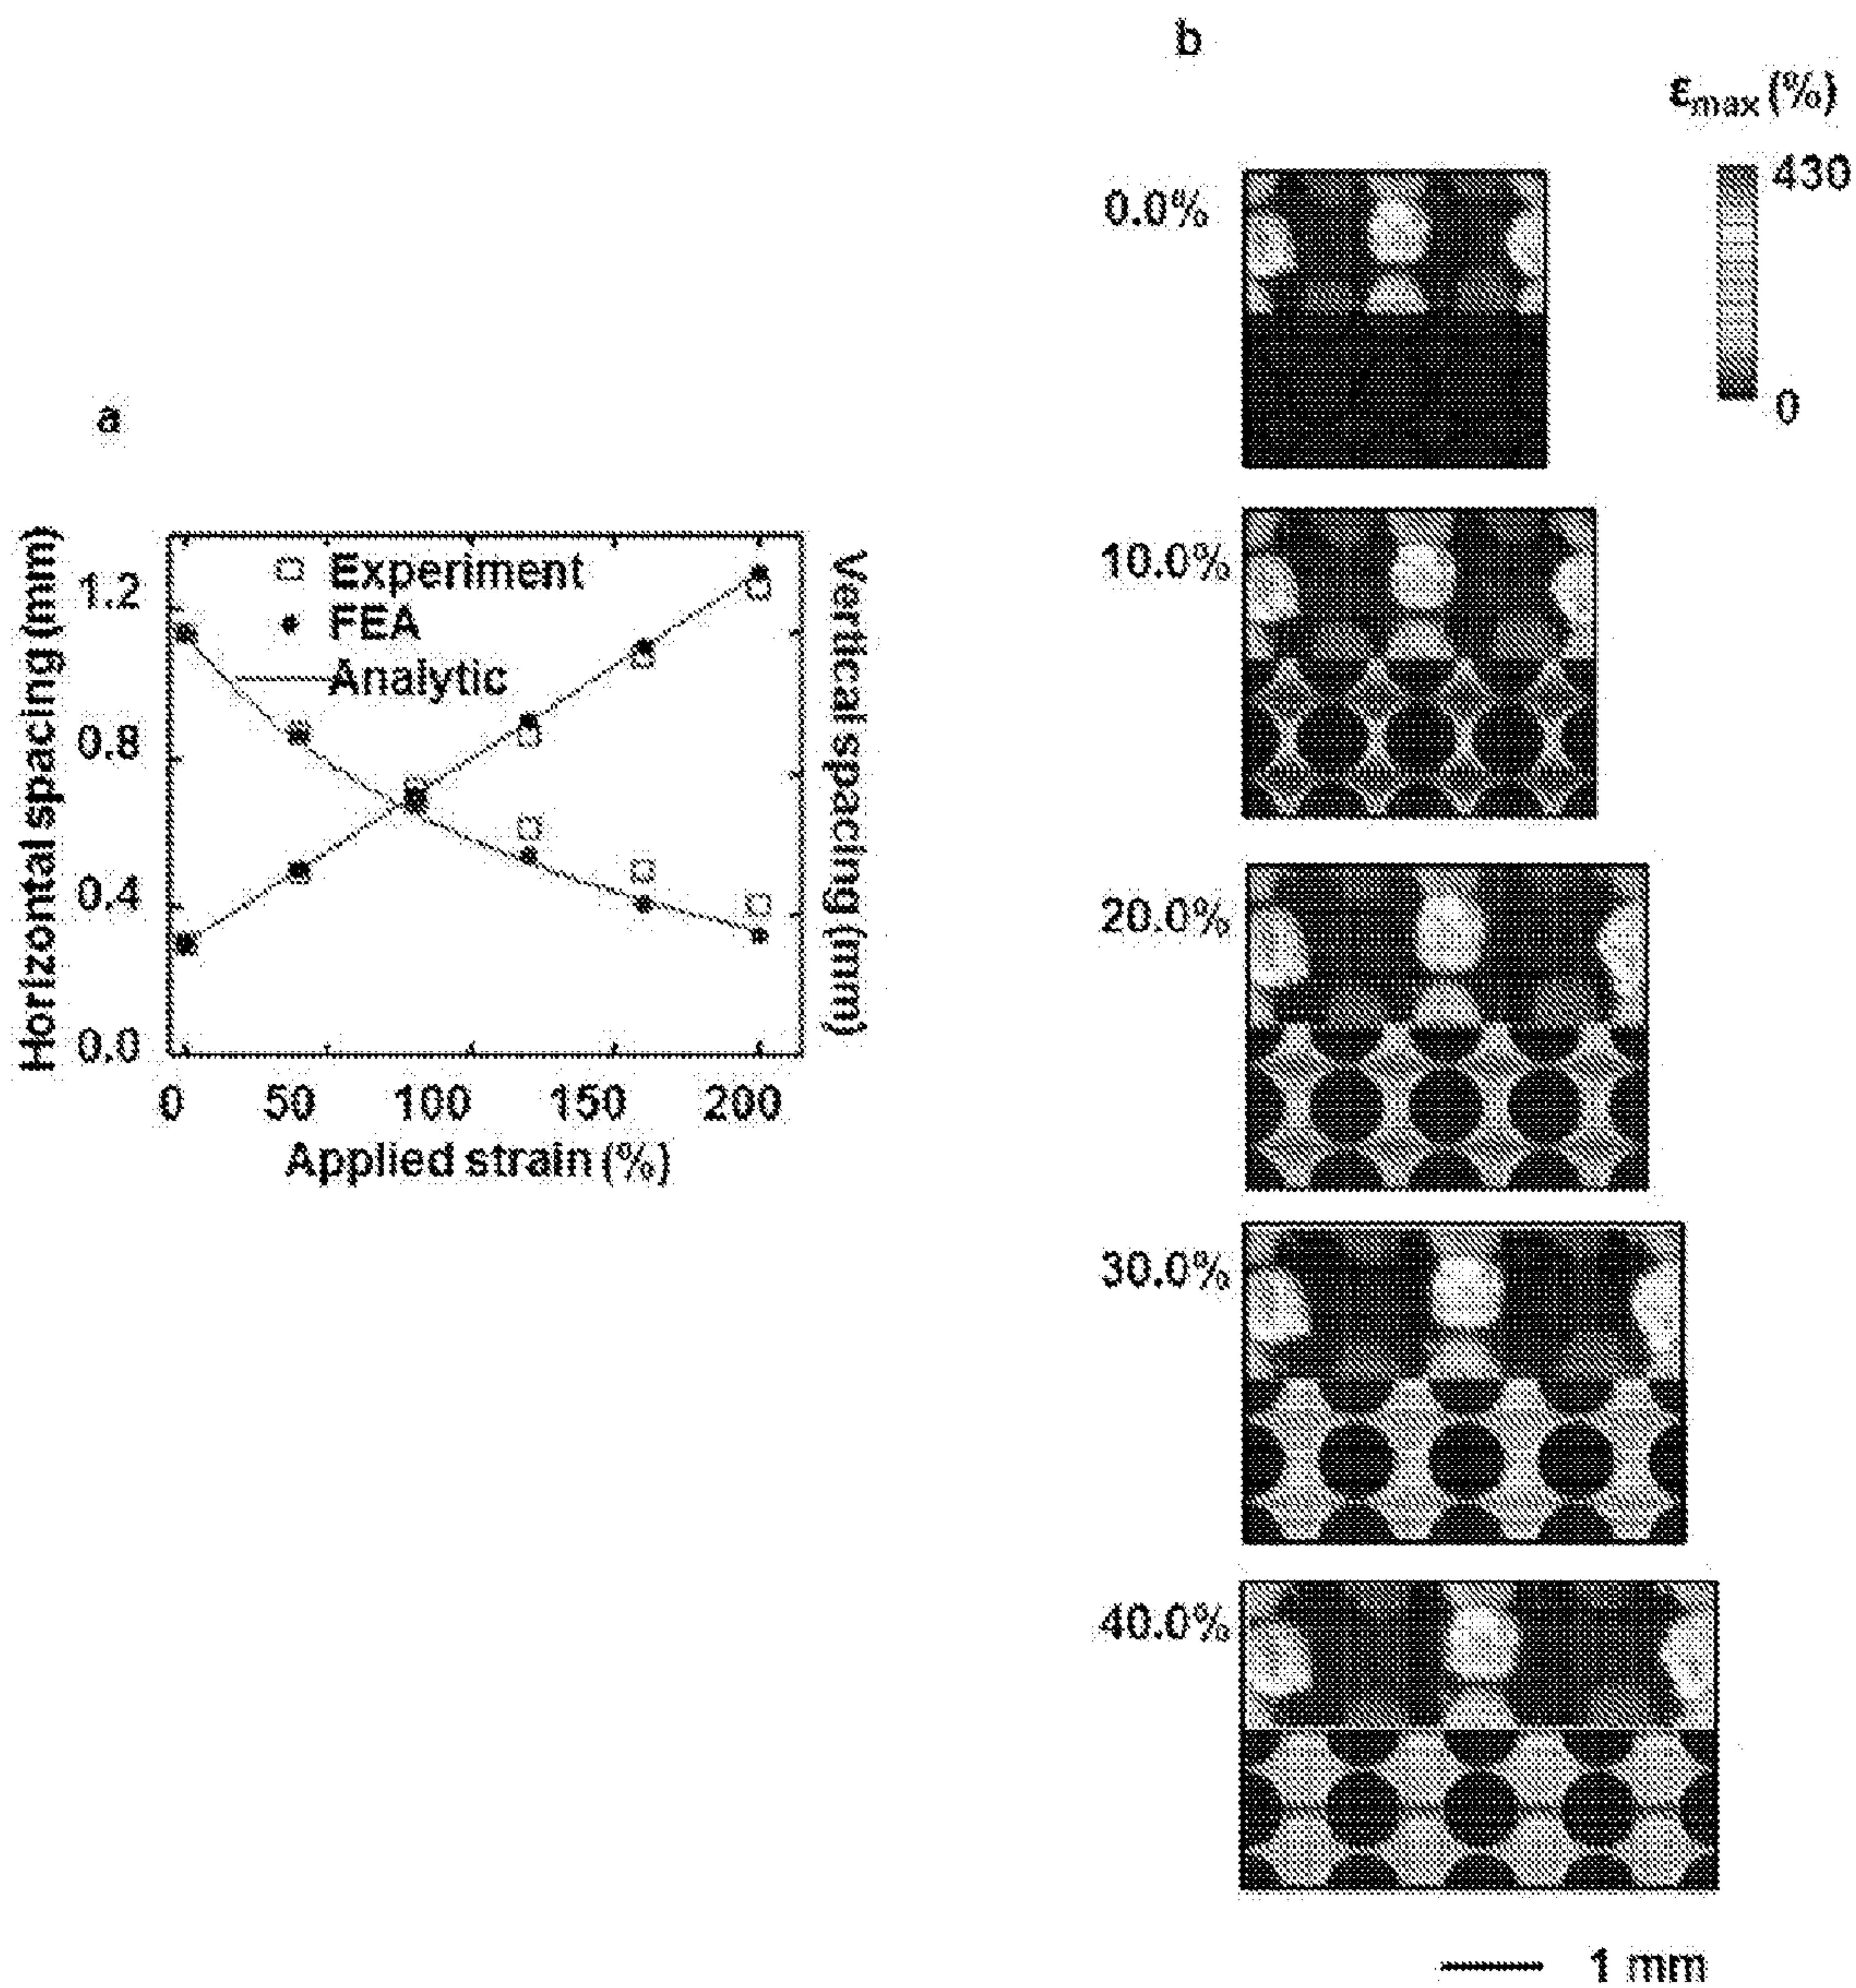 a
Horizontal spacing (mm)
1.2
0.8
0.4
0.0
Experiment
FEA
Analytic
Vertical spacing (mm)
0 50 100 150 200
Applied strain (%)
b
εmax (%)
430
0
0.0%
10.0%
20.0%
30.0%
40.0%
1 mm